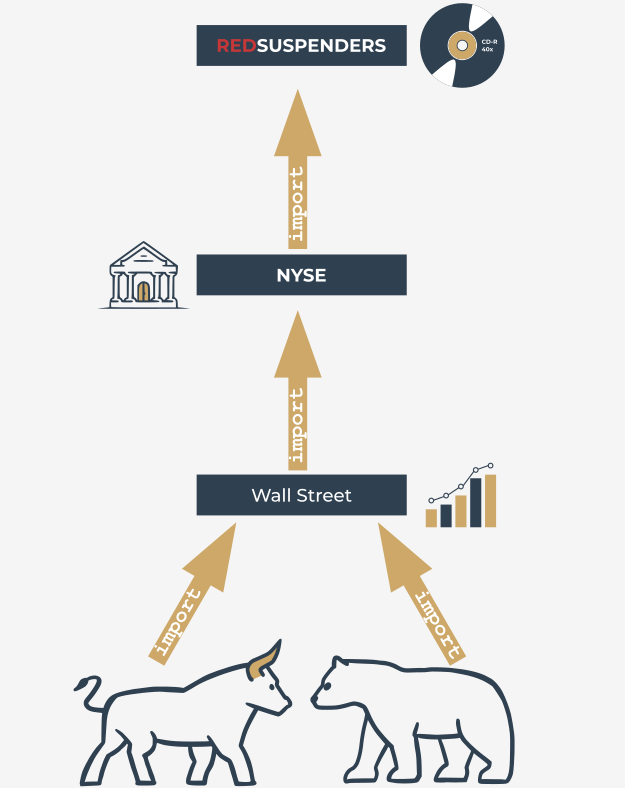 REDSUSPENDERS
CD-R
40x
import
NYSE
import
Wall Street
import
import